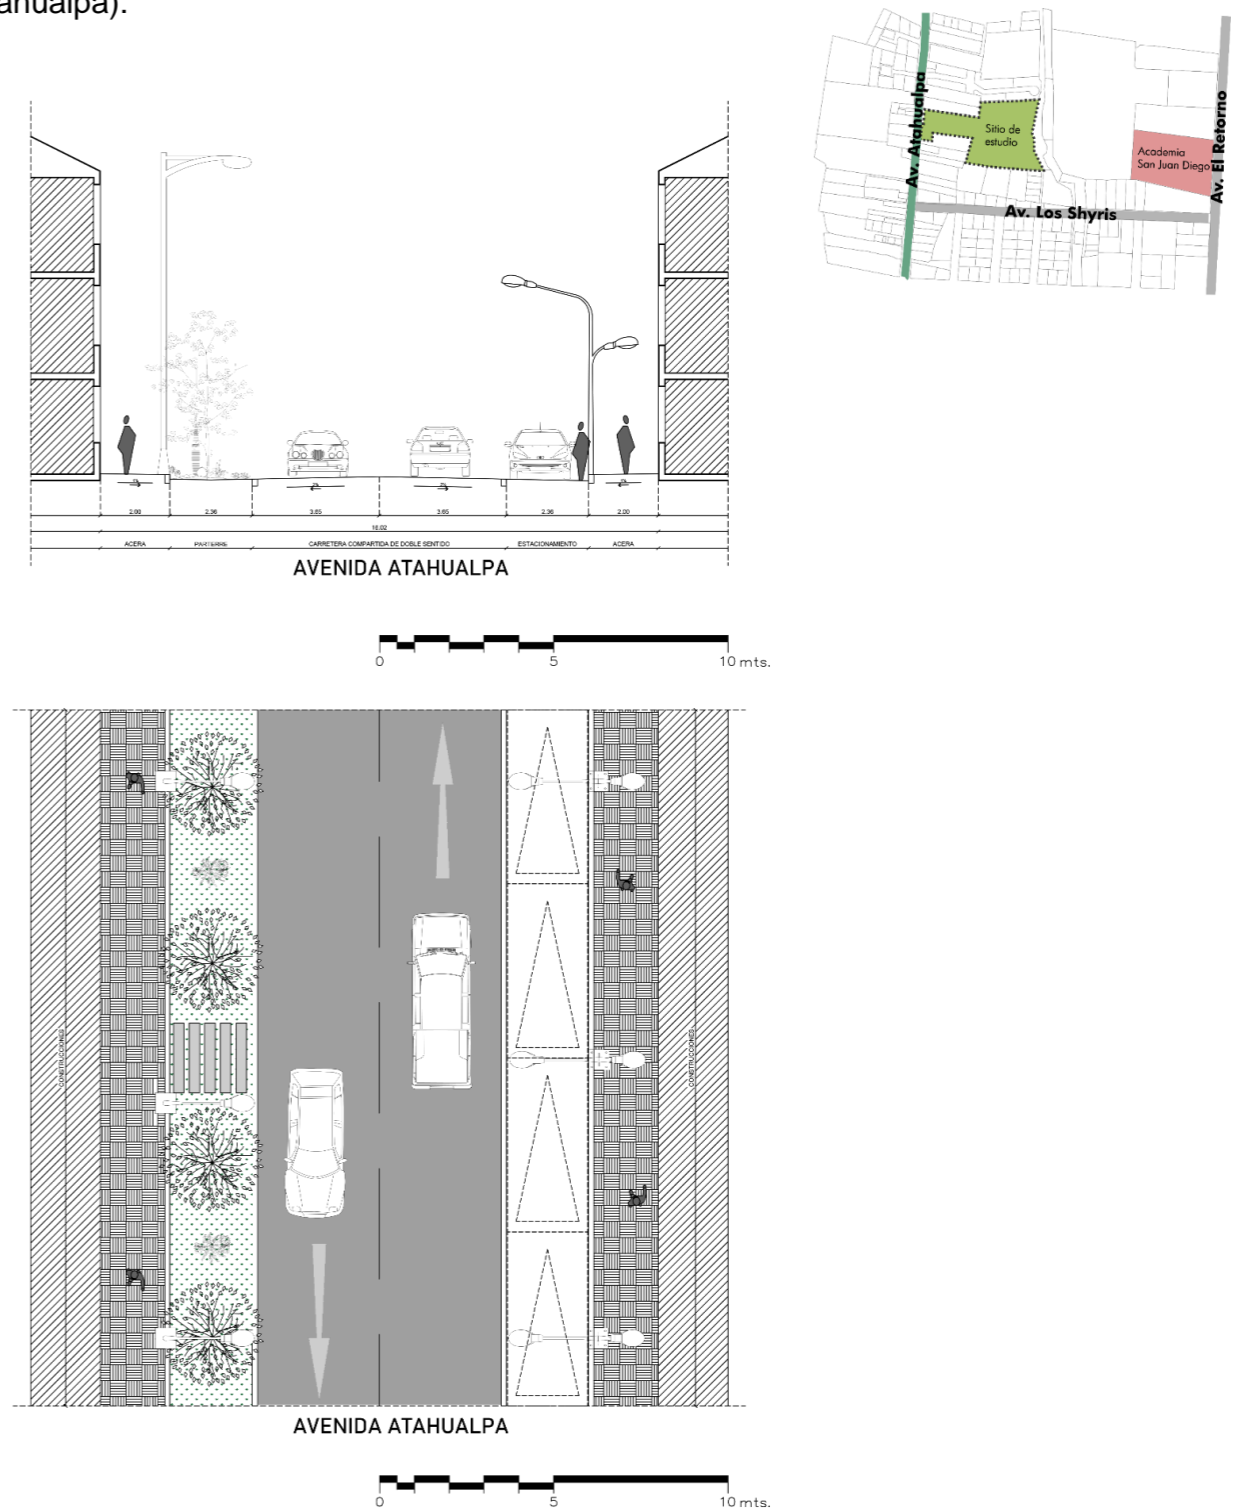 ahualpa).
Av. Atahualpa
Sitio de
estudio
Academia
San Juan Diego
Av. El Retorno
Av. Los Shyris
2.00 2.36 3.65 3.65 2.36 2.00
16.02
ACERA PARTERRE CARRETERA COMPARTIDA DE DOBLE SENTIDO ESTACIONAMIENTO ACERA
AVENIDA ATAHUALPA
0 5 10 mts.
CONSTRUCCIONES
CONSTRUCCIONES
AVENIDA ATAHUALPA
0 5 10 mts.